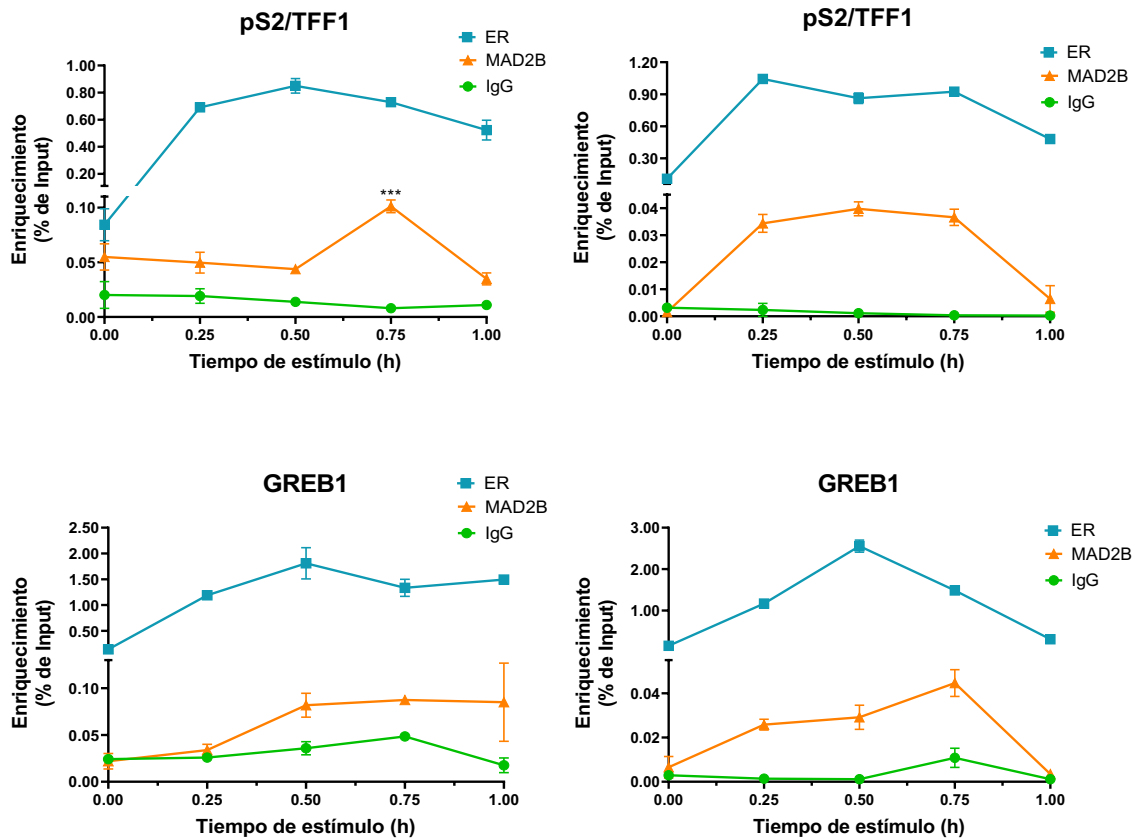 pS2/TFF1
ER
MAD2B
IgG
Enriquecimiento
(% de Input)
1.00
0.80
0.60
0.40
0.20
0.10
0.05
0.00
***
0.00 0.25 0.50 0.75 1.00
Tiempo de estímulo (h)
pS2/TFF1
ER
MAD2B
IgG
Enriquecimiento
(% de Input)
1.20
0.90
0.60
0.30
0.04
0.03
0.02
0.01
0.00
0.00 0.25 0.50 0.75 1.00
Tiempo de estímulo (h)
GREB1
ER
MAD2B
IgG
Enriquecimiento
(% de Input)
2.50
2.00
1.50
1.00
0.50
0.10
0.05
0.00
0.00 0.25 0.50 0.75 1.00
Tiempo de estímulo (h)
GREB1
ER
MAD2B
IgG
Enriquecimiento
(% de Input)
3.00
2.00
1.00
0.04
0.02
0.00
0.00 0.25 0.50 0.75 1.00
Tiempo de estímulo (h)